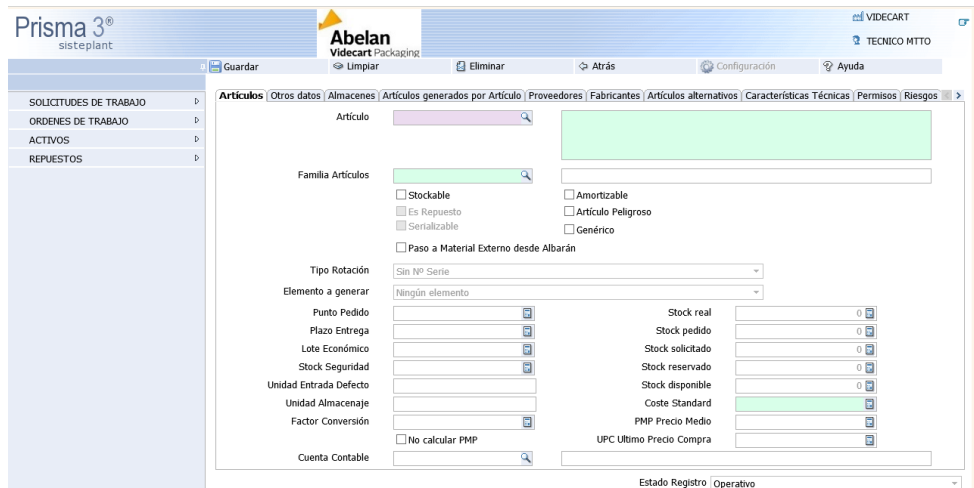 Prisma 3®
sisteplant
Abelan
Videcart Packaging
VIDECART
TECNICO MTTO
Guardar Limpiar Eliminar Atrás Configuración Ayuda
SOLICITUDES DE TRABAJO
ORDENES DE TRABAJO
ACTIVOS
REPUESTOS
Artículos Otros datos Almacenes Artículos generados por Artículo Proveedores Fabricantes Artículos alternativos Características Técnicas Permisos Riesgos
Artículo
Familia Artículos
Stockable Amortizable
Es Repuesto Artículo Peligroso
Serializable Genérico
Paso a Material Externo desde Albarán
Tipo Rotación Sin Nº Serie
Elemento a generar Ningún elemento
Punto Pedido Stock real 0
Plazo Entrega Stock pedido 0
Lote Económico Stock solicitado 0
Stock Seguridad Stock reservado 0
Unidad Entrada Defecto Stock disponible 0
Unidad Almacenaje Coste Standard
Factor Conversión PMP Precio Medio
No calcular PMP UPC Ultimo Precio Compra
Cuenta Contable
Estado Registro Operativo